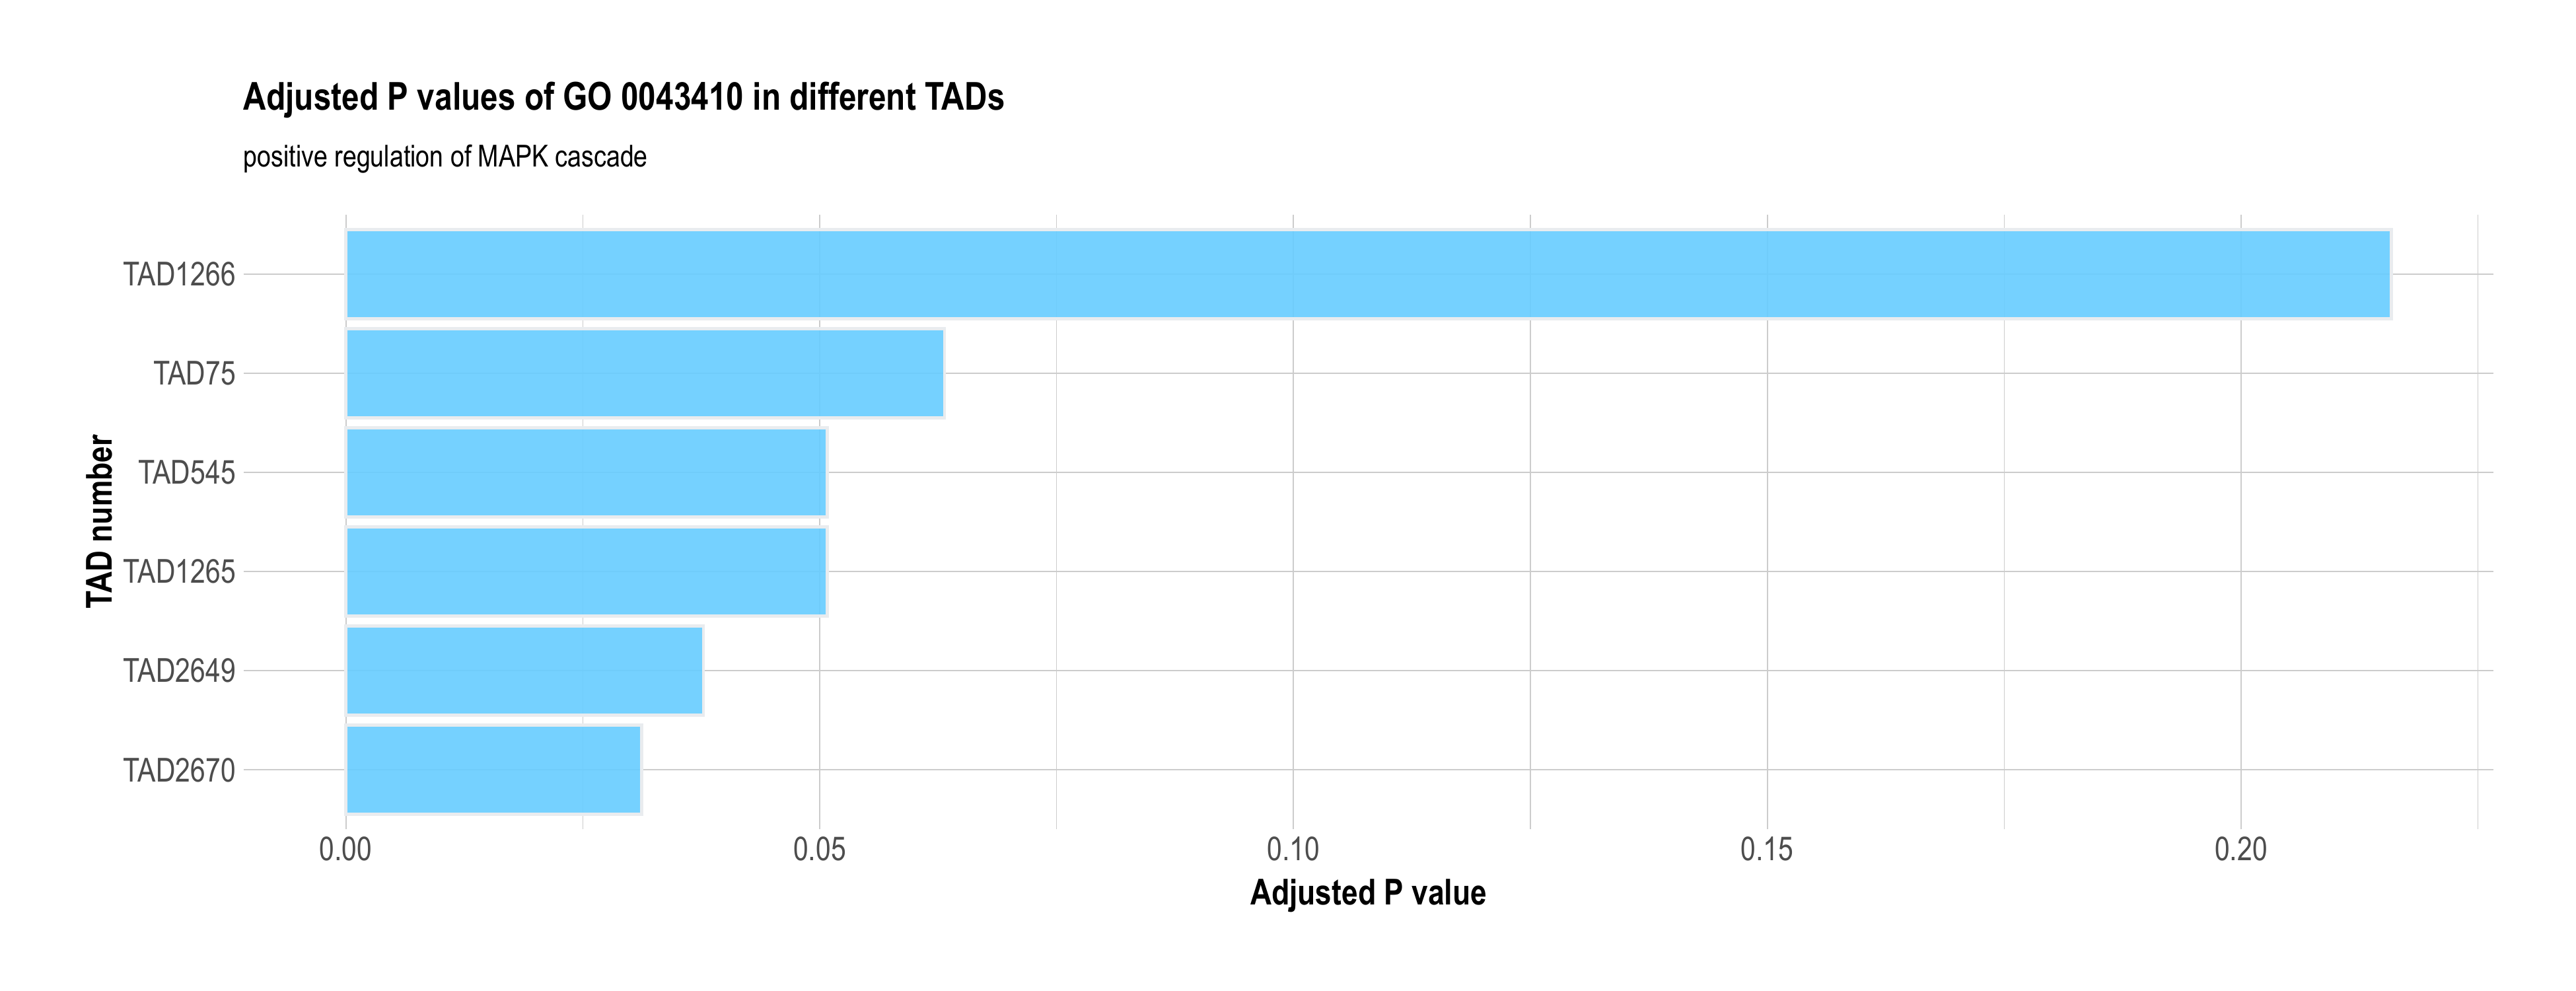 Adjusted P values of GO 0043410 in different TADs
positive regulation of MAPK cascade
TAD number
TAD1266
TAD75
TAD545
TAD1265
TAD2649
TAD2670
0.00 0.05 0.10 0.15 0.20
Adjusted P value